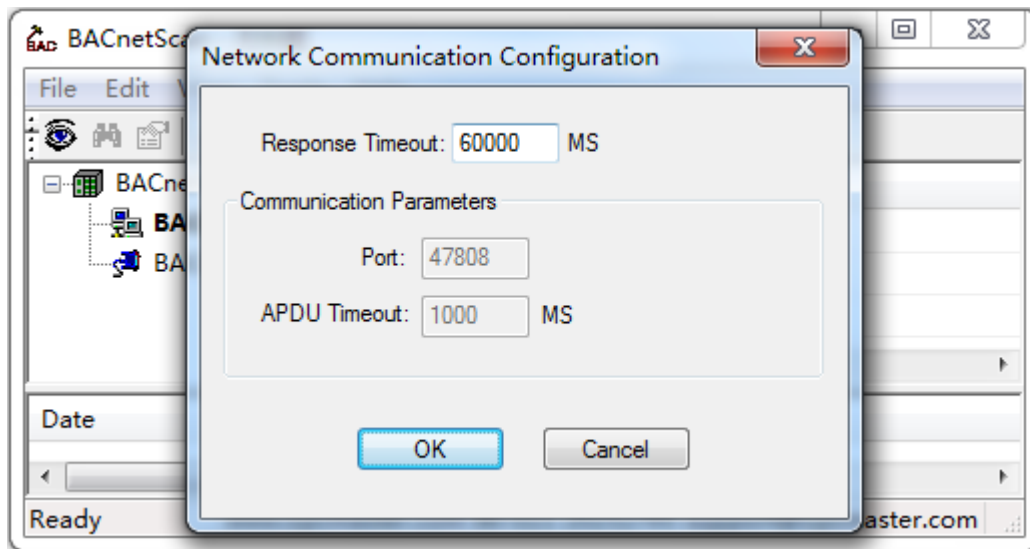 BACnetSca
Network Communication Configuration
File Edit
Response Timeout: 60000 MS
BACne
Communication Parameters
BA
Port: 47808
BA
APDU Timeout: 1000 MS
Date
OK Cancel
Ready
aster.com